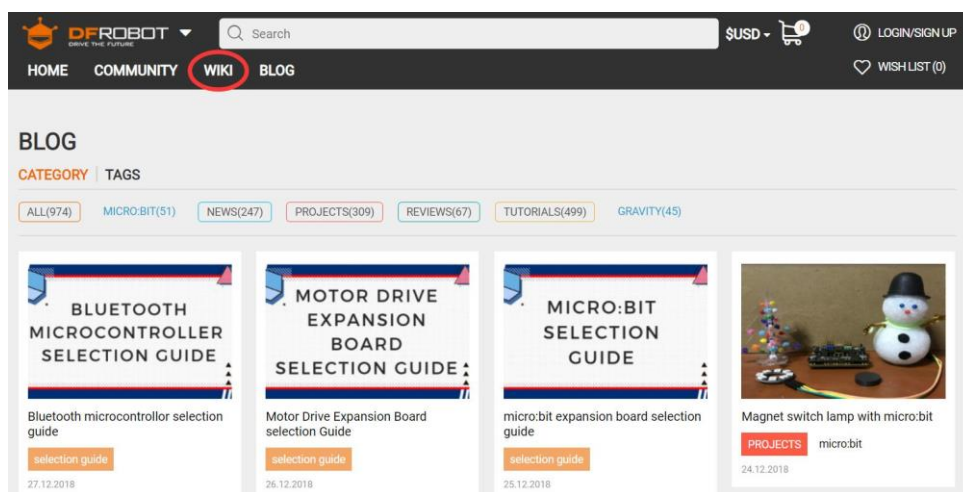 DFROBOT
DRIVE THE FUTURE
Search
$USD
0
LOGIN/SIGN UP
HOME COMMUNITY WIKI BLOG
WISH LIST (0)
BLOG
CATEGORY | TAGS
ALL(974) MICRO:BIT(51) NEWS(247) PROJECTS(309) REVIEWS(67) TUTORIALS(499) GRAVITY(45)
BLUETOOTH
MICROCONTROLLER
SELECTION GUIDE
Bluetooth microcontrollor selection
guide
selection guide
27.12.2018
MOTOR DRIVE
EXPANSION
BOARD
SELECTION GUIDE
Motor Drive Expansion Board
selection Guide
selection guide
26.12.2018
MICRO:BIT
SELECTION
GUIDE
micro:bit expansion board selection
guide
selection guide
25.12.2018
Magnet switch lamp with micro:bit
PROJECTS micro:bit
24.12.2018